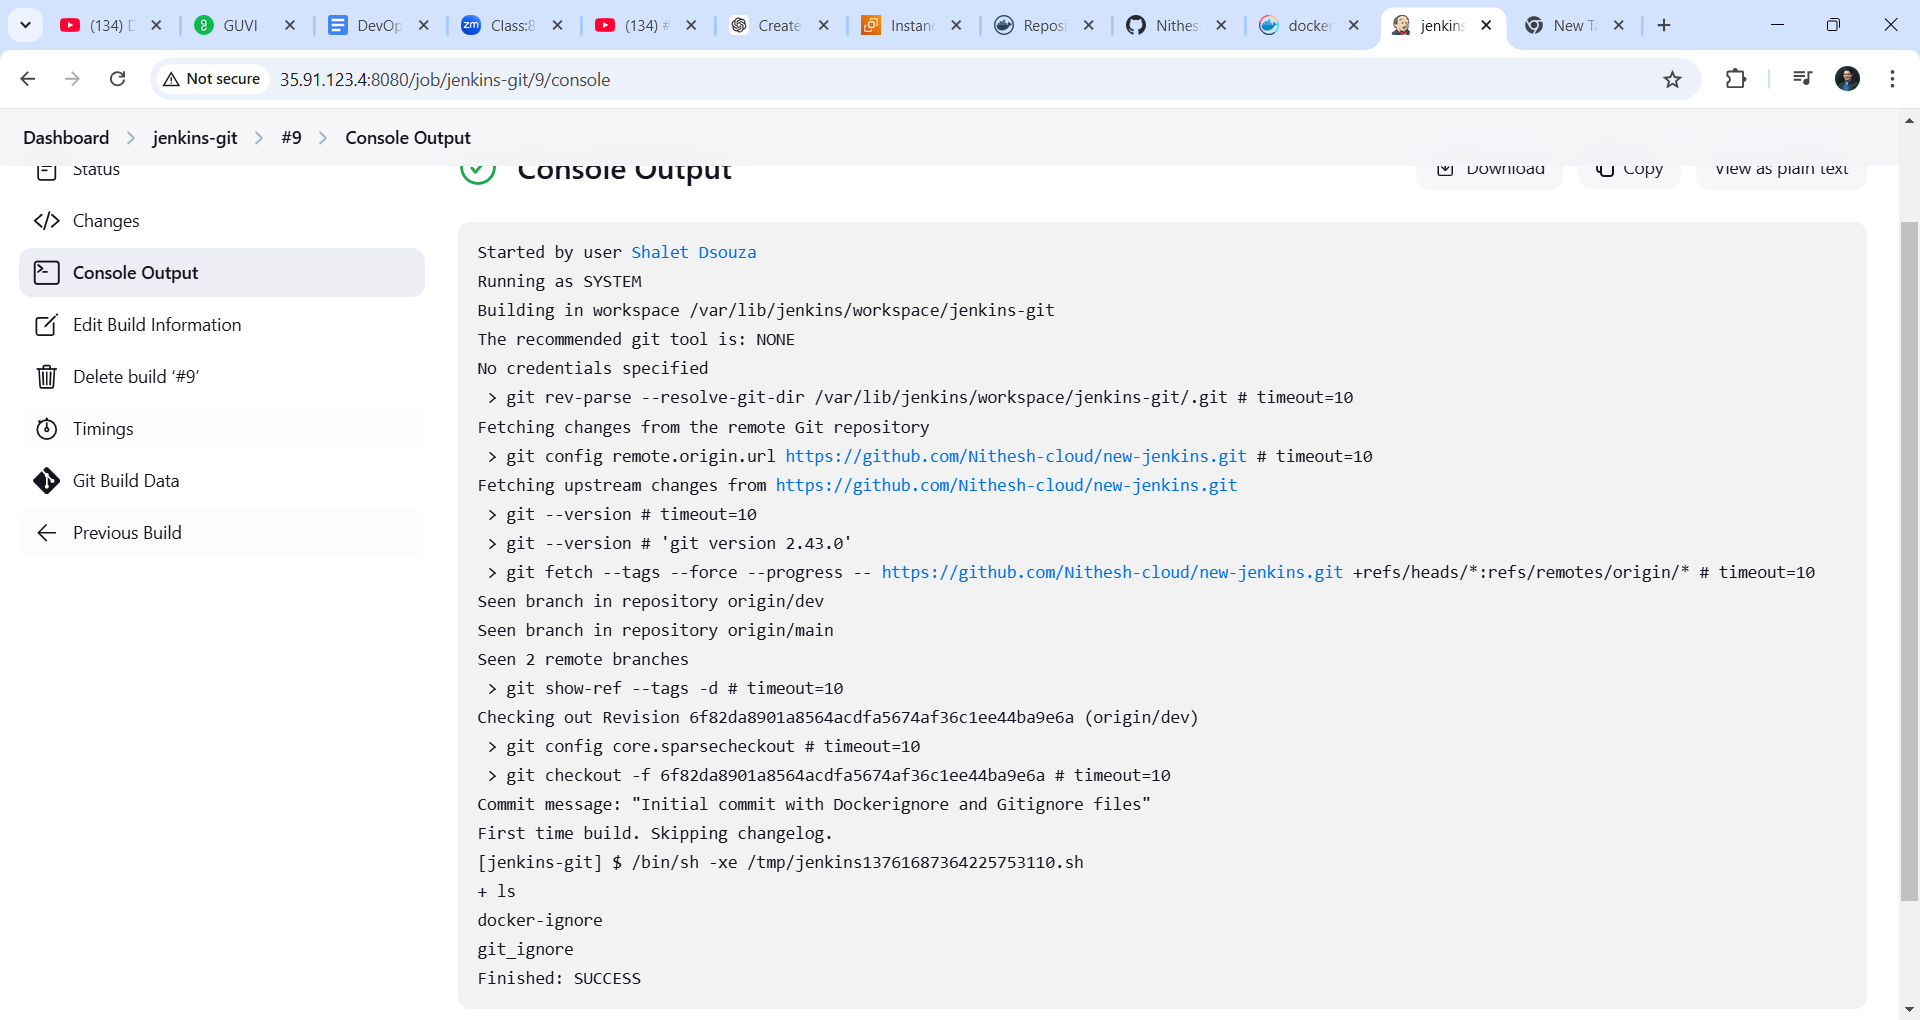 (134) D
GUVI
DevOp
Class:8
(134) #
Create
Instanc
Reposi
Nithes
docker
jenkins
New Ta
Not secure
35.91.123.4:8080/job/jenkins-git/9/console
Dashboard > jenkins-git > #9 > Console Output
Status
Changes
Console Output
Edit Build Information
Delete build ‘#9’
Timings
Git Build Data
Previous Build
Console Output
Download
Copy
View as plain text
Started by user Shalet Dsouza
Running as SYSTEM
Building in workspace /var/lib/jenkins/workspace/jenkins-git
The recommended git tool is: NONE
No credentials specified
> git rev-parse --resolve-git-dir /var/lib/jenkins/workspace/jenkins-git/.git # timeout=10
Fetching changes from the remote Git repository
> git config remote.origin.url https://github.com/Nithesh-cloud/new-jenkins.git # timeout=10
Fetching upstream changes from https://github.com/Nithesh-cloud/new-jenkins.git
> git --version # timeout=10
> git --version # 'git version 2.43.0'
> git fetch --tags --force --progress -- https://github.com/Nithesh-cloud/new-jenkins.git +refs/heads/*:refs/remotes/origin/* # timeout=10
Seen branch in repository origin/dev
Seen branch in repository origin/main
Seen 2 remote branches
> git show-ref --tags -d # timeout=10
Checking out Revision 6f82da8901a8564acdfa5674af36c1ee44ba9e6a (origin/dev)
> git config core.sparsecheckout # timeout=10
> git checkout -f 6f82da8901a8564acdfa5674af36c1ee44ba9e6a # timeout=10
Commit message: "Initial commit with Dockerignore and Gitignore files"
First time build. Skipping changelog.
[jenkins-git] $ /bin/sh -xe /tmp/jenkins13761687364225753110.sh
+ ls
docker-ignore
git_ignore
Finished: SUCCESS